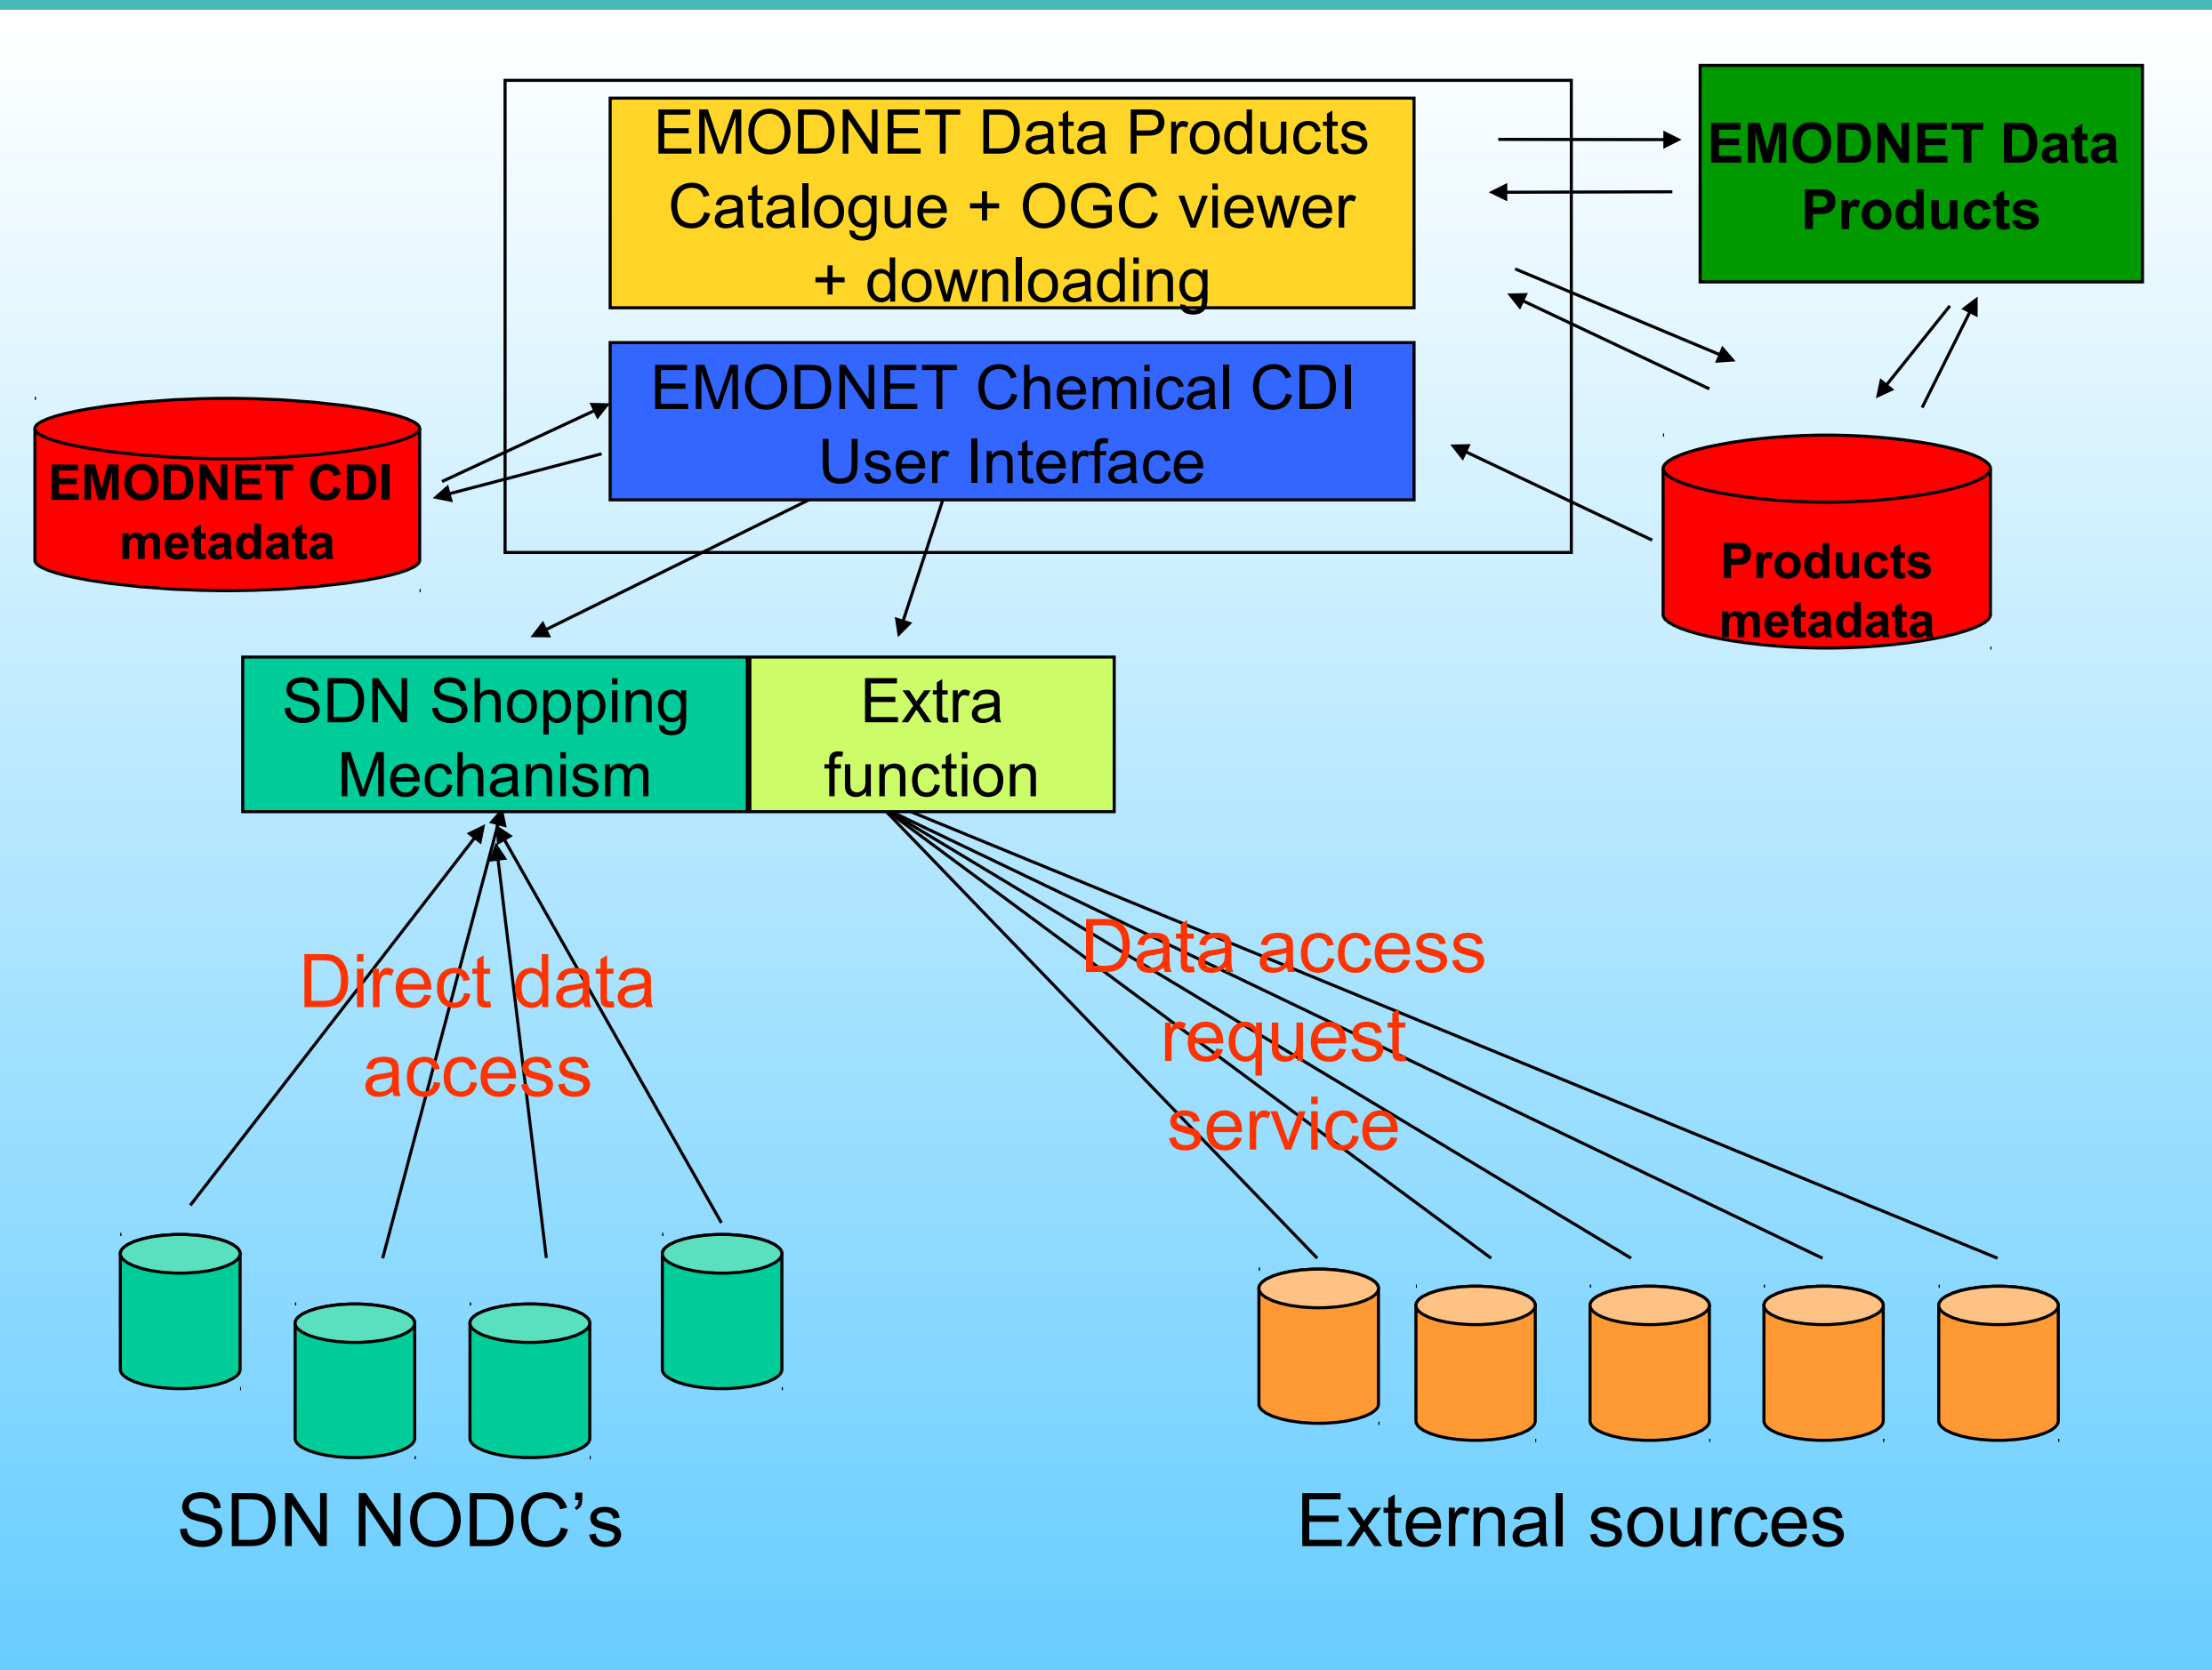 EMODNET Data Products
Catalogue + OGC viewer
+ downloading
EMODNET Data
Products
EMODNET Chemical CDI
User Interface
EMODNET CDI
metadata
Products
metadata
SDN Shopping
Mechanism
Extra
function
Direct data
access
Data access
request
service
SDN NODC’s
External sources